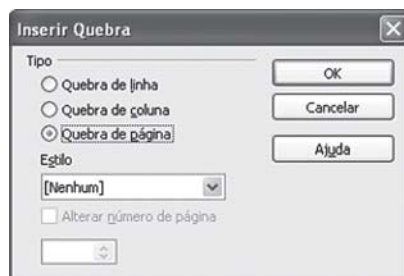 Inserir Quebra
Tipo
Quebra de linha
Quebra de coluna
Quebra de página
Estilo
[Nenhum]
Alterar número de página
OK
Cancelar
Ajuda